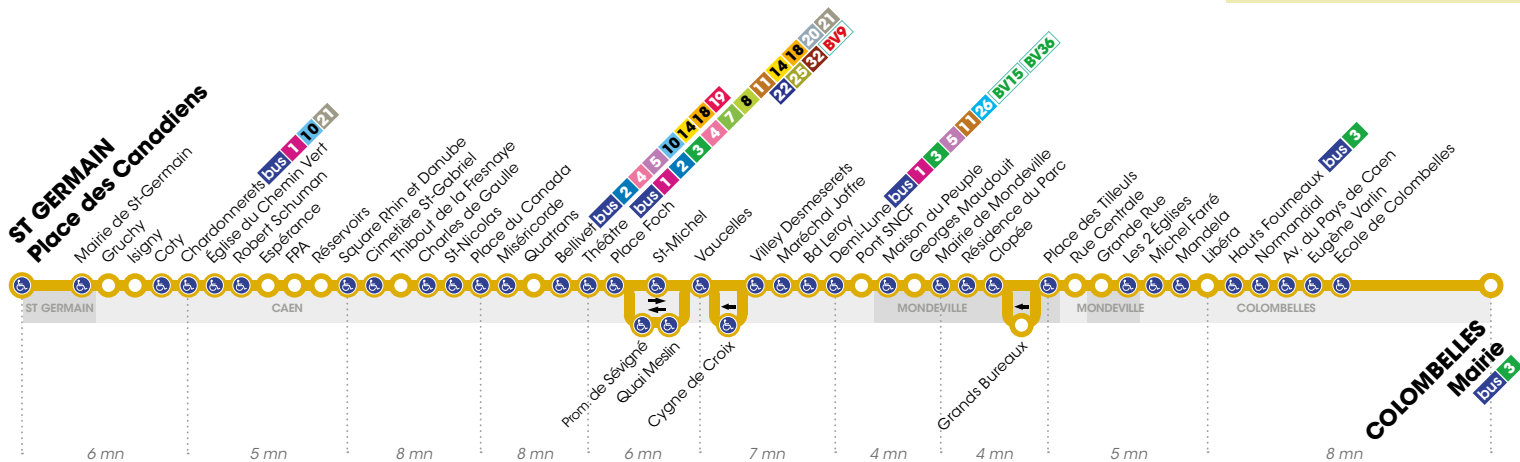 ST GERMAIN
Place des Canadiens
Mairie de St-Germain
Gruchy
Isigny
Coty
Chardonnerets bus 1 10 21
Église du Chemin Vert
Robert Schuman
Espérance
FPA
Réservoirs
Square Rhin et Danube
Cimetière St-Gabriel
Thibout de la Fresnaye
Charles de Gaulle
St-Nicolas
Place du Canada
Miséricorde
Quatrans
Bellivet bus 2 4 5 10 14 18 19
Théâtre bus 1 2 3 4 7 8 11 14 18 20 21
22 25 32 BV9
Place Foch
St-Michel
Vaucelles
Villey Desmeserets
Maréchal Joffre
Bd Leroy
Demi-Lune bus 1 3 5 11 26 BV15 BV36
Pont SNCF
Maison du Peuple
Georges Maudouit
Mairie de Mondeville
Résidence du Parc
Clopée
Place des Tilleuls
Rue Centrale
Grande Rue
Les 2 Églises
Michel Farré
Mandela
Libéra
Hauts Fourneaux bus 3
Normandial
Av. du Pays de Caen
Eugène Varlin
Ecole de Colombelles
ST GERMAIN
CAEN
MONDEVILLE
MONDEVILLE
COLOMBELLES
Prom. de Sévigné
Quai Meslin
Cygne de Croix
Grands Bureaux
COLOMBELLES
Mairie
bus 3
6 mn
5 mn
8 mn
8 mn
6 mn
7 mn
4 mn
4 mn
5 mn
8 mn